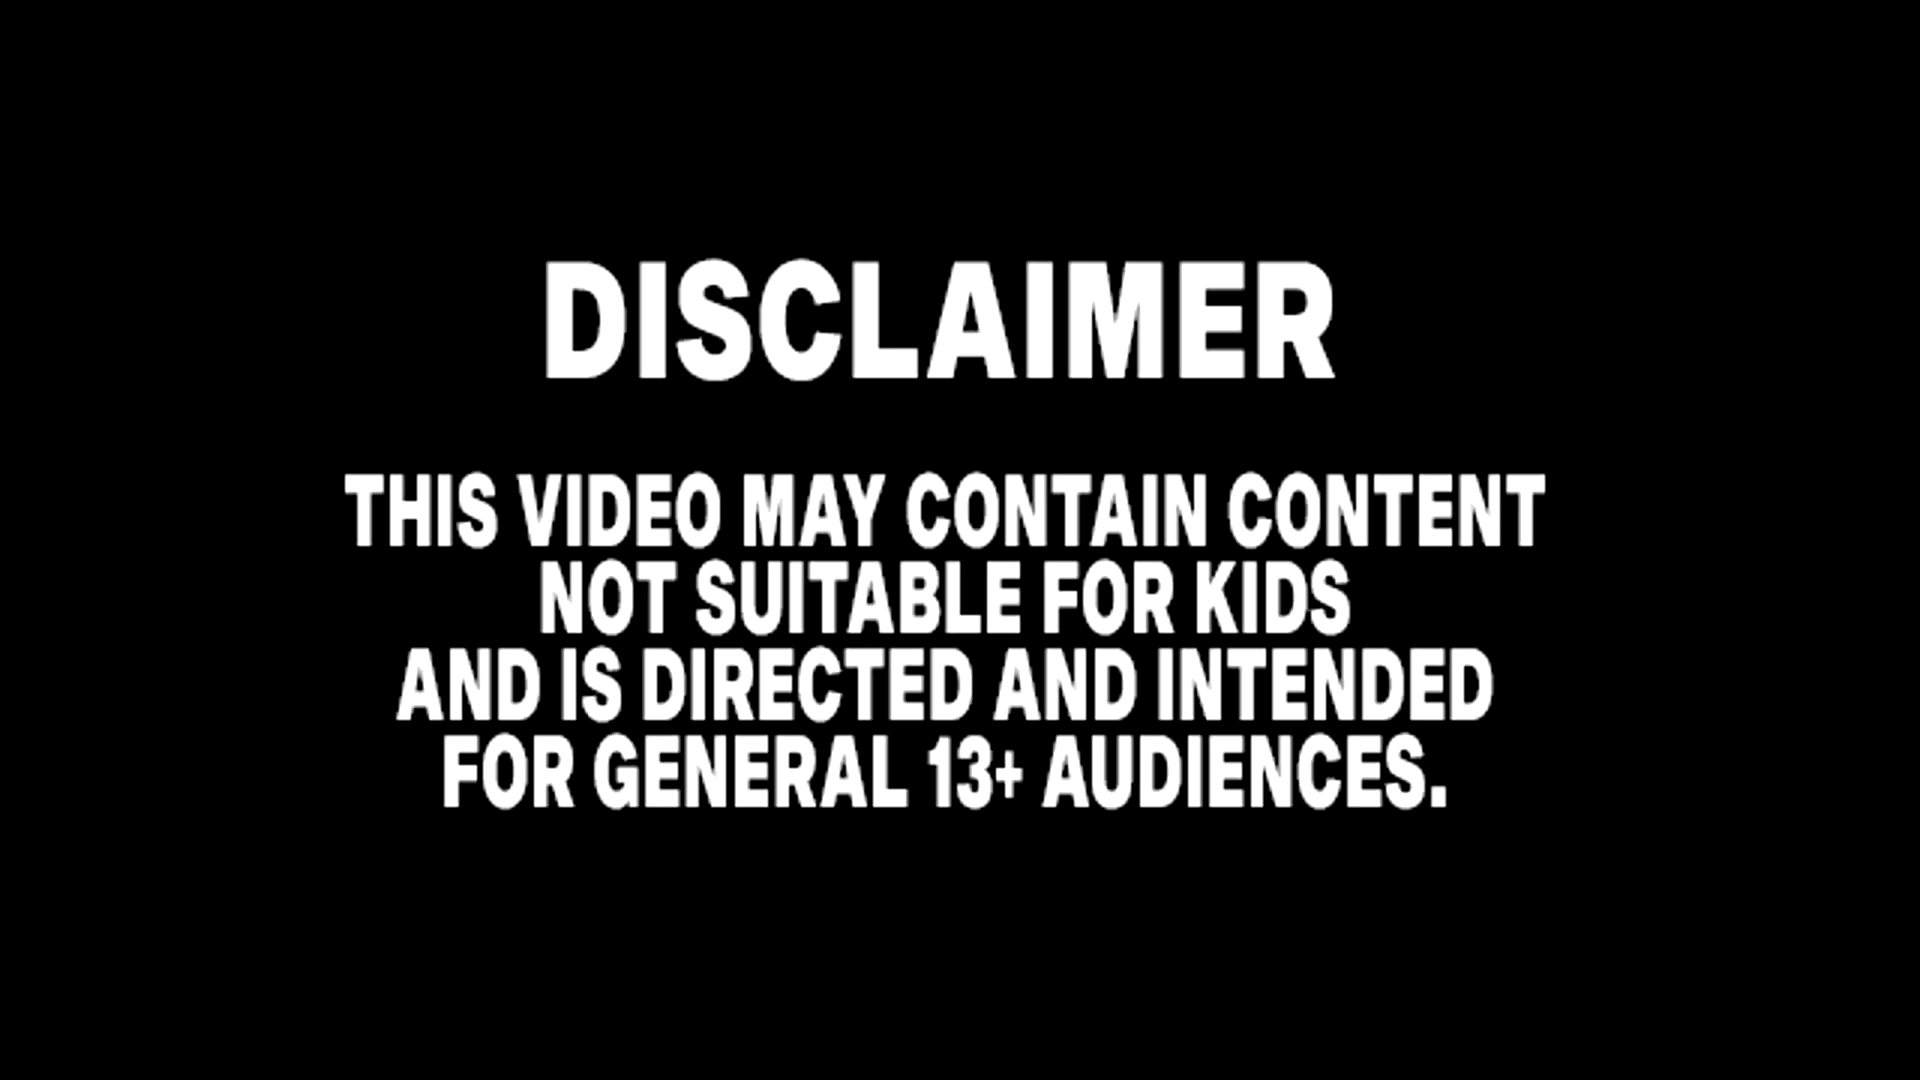 DISCLAIMER
THIS VIDEO MAY CONTAIN CONTENT
NOT SUITABLE FOR KIDS
AND IS DIRECTED AND INTENDED
FOR GENERAL 13+ AUDIENCES.